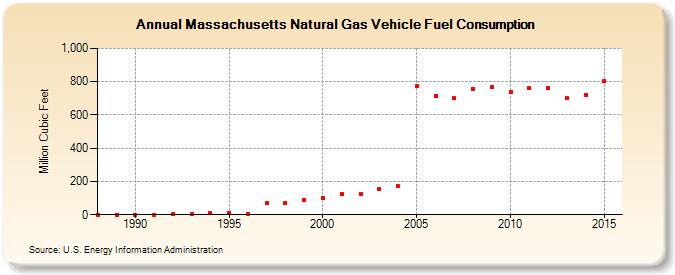 Annual Massachusetts Natural Gas Vehicle Fuel Consumption
Million Cubic Feet
1,000
800
600
400
200
0
1990 1995 2000 2005 2010 2015
Source: U.S. Energy Information Administration